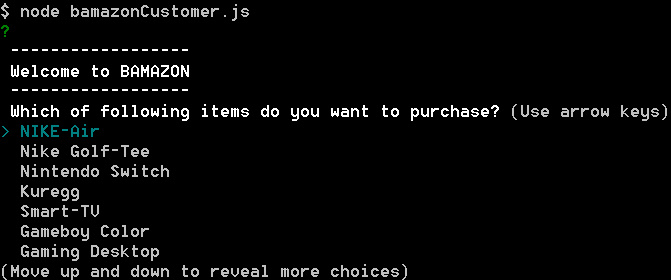 $ node bamazonCustomer.js
?
------------------
Welcome to BAMAZON
------------------
Which of following items do you want to purchase? (Use arrow keys)
> NIKE-Air
Nike Golf-Tee
Nintendo Switch
Kuregg
Smart-TV
Gameboy Color
Gaming Desktop
(Move up and down to reveal more choices)